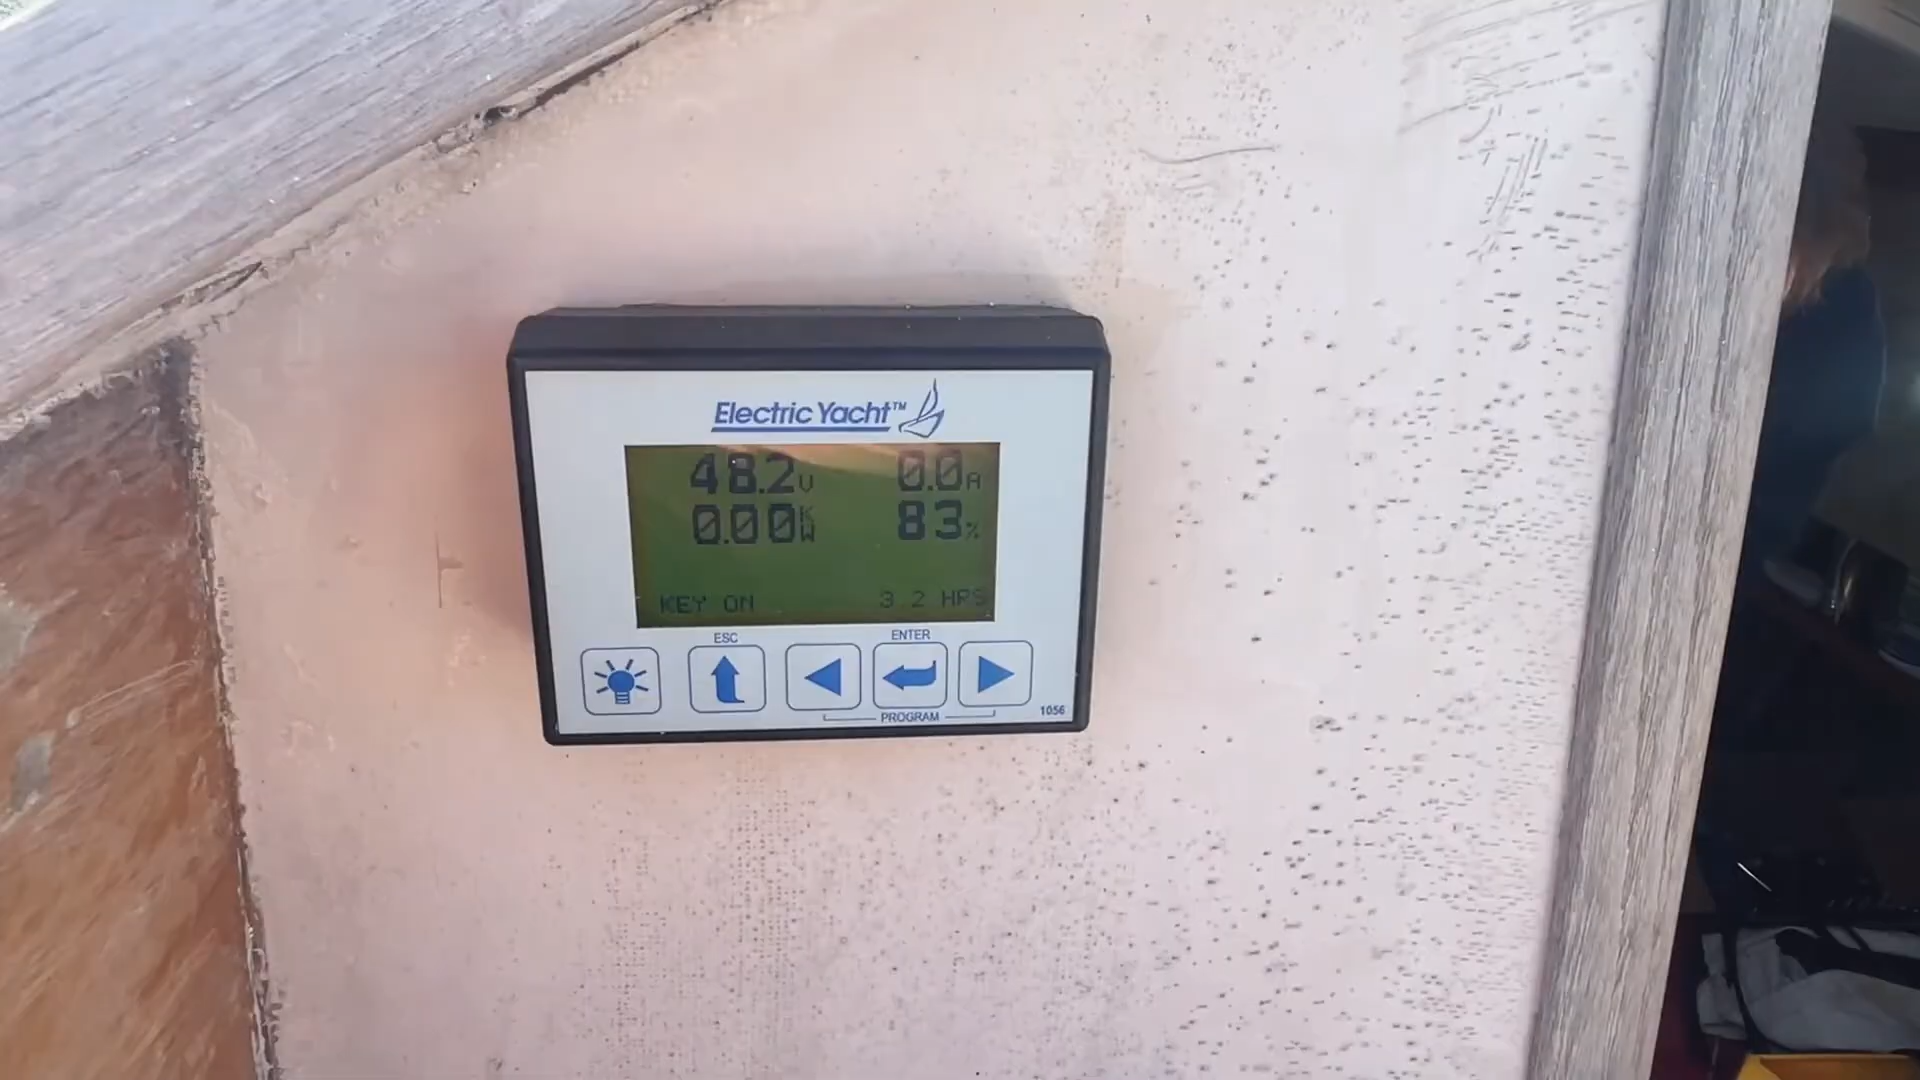 Electric Yacht™
48.2V 0.0A
0.00KW 83%
KEY ON 3.2 HRS
ESC ENTER
PROGRAM
1056